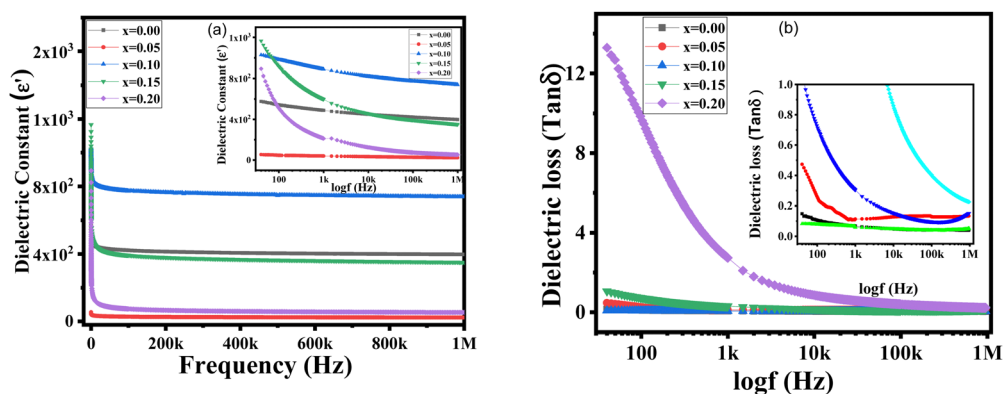 (a)
x=0.00
x=0.05
x=0.10
x=0.15
x=0.20
Dielectric Constant (ε')
2x10³
1x10³
8x10²
4x10²
0
0
200k
400k
600k
800k
1M
Frequency (Hz)
Dielectric Constant (ε')
1x10³
8x10²
4x10²
0
100
1k
10k
100k
1M
logf (Hz)
x=0.00
x=0.05
x=0.10
x=0.15
x=0.20
(b)
x=0.00
x=0.05
x=0.10
x=0.15
x=0.20
Dielectric loss (Tanδ)
12
8
4
0
100
1k
10k
100k
1M
logf (Hz)
Dielectric loss (Tanδ)
1.0
0.8
0.6
0.4
0.2
0.0
100
1k
10k
100k
1M
logf (Hz)